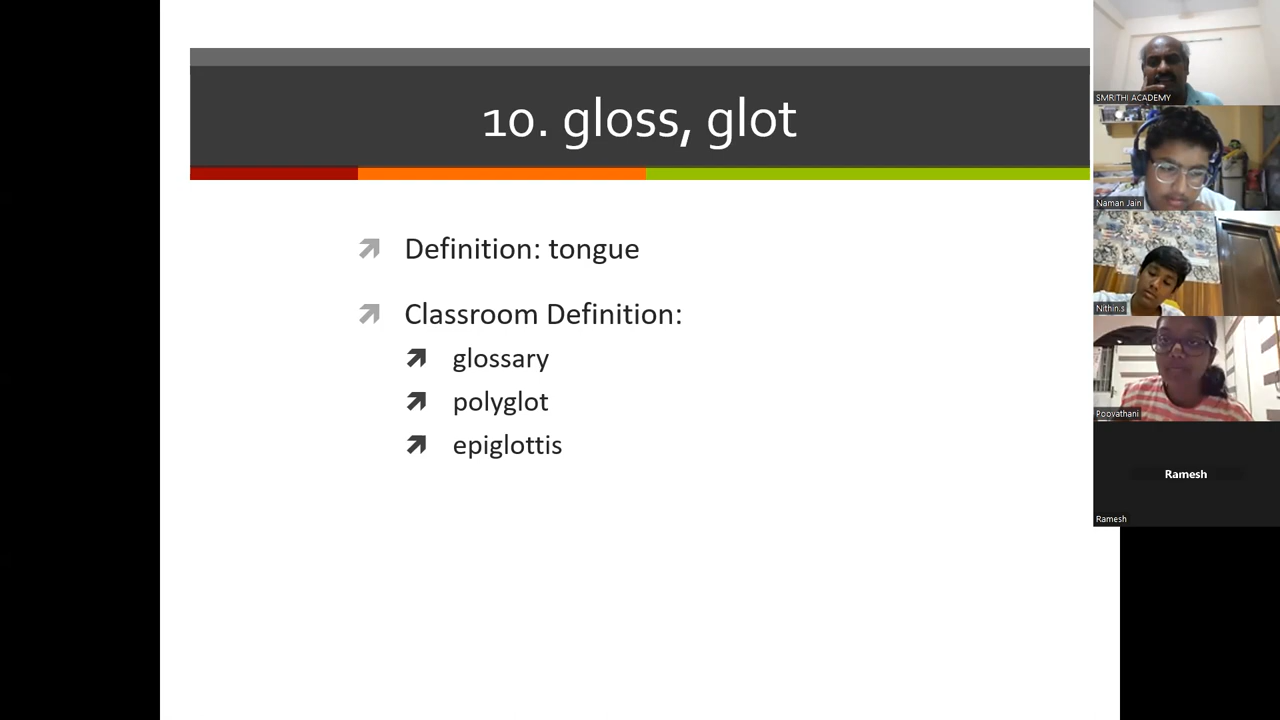 10. gloss, glot
Definition: tongue
Classroom Definition:
glossary
polyglot
epiglottis
SMRITHI ACADEMY
Naman Jain
Nithin.s
Poovathani
Ramesh
Ramesh